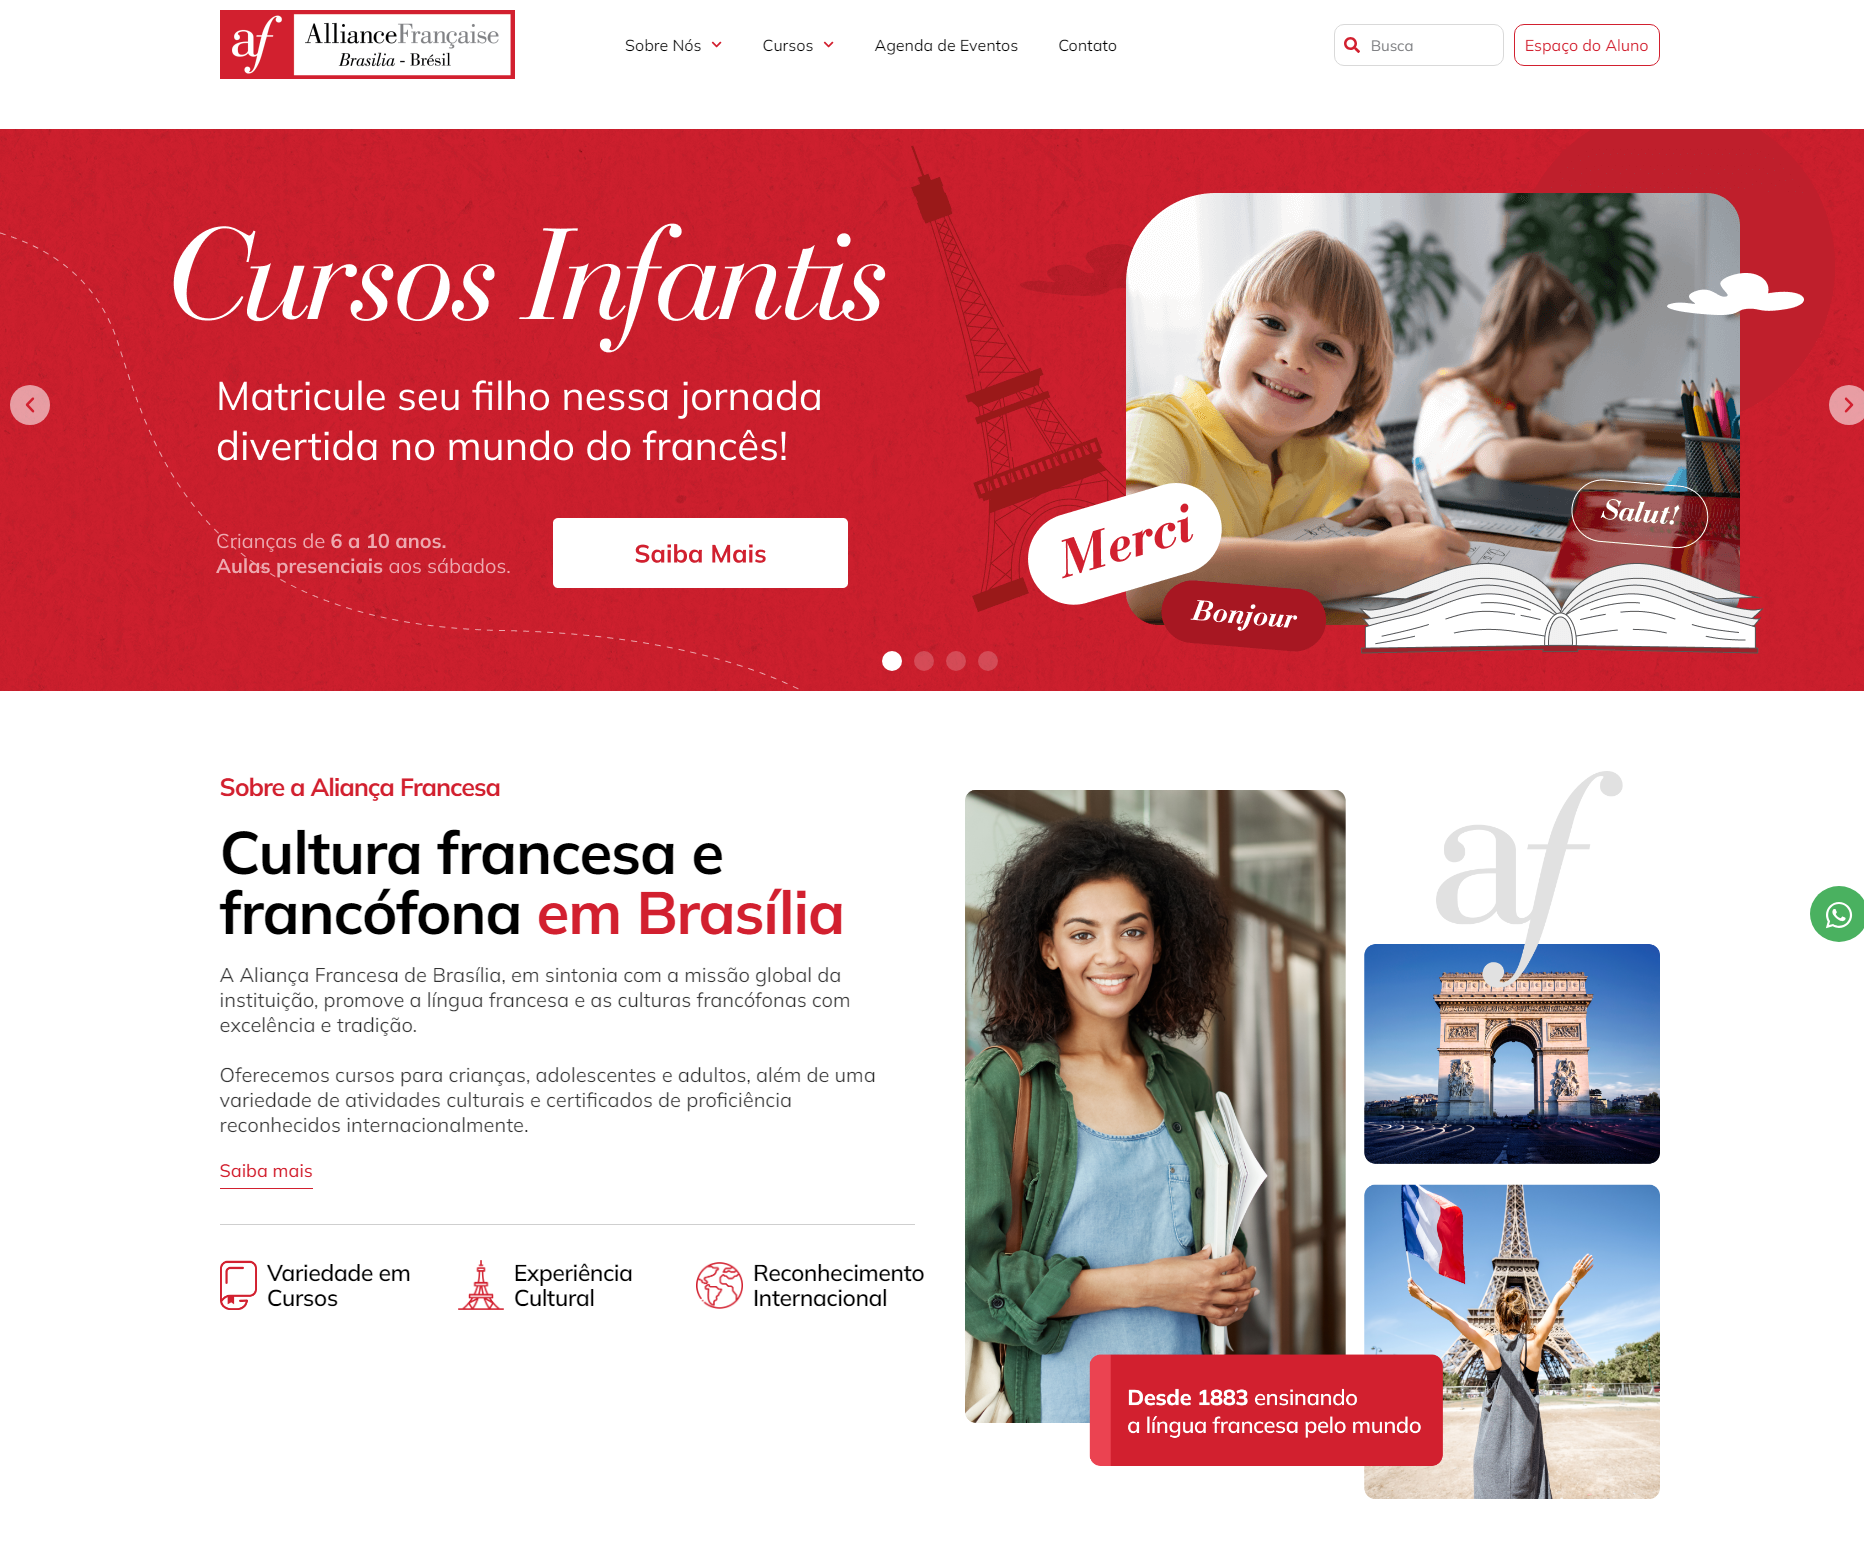 af
AllianceFrançaise
Brasilia - Brésil
Sobre Nós
Cursos
Agenda de Eventos
Contato
Busca
Espaço do Aluno
Cursos Infantis
Matricule seu filho nessa jornada
divertida no mundo do francês!
Crianças de 6 a 10 anos.
Aulas presenciais aos sábados.
Saiba Mais
Merci
Bonjour
Salut!
Sobre a Aliança Francesa
Cultura francesa e
francófona em Brasília
A Aliança Francesa de Brasília, em sintonia com a missão global da
instituição, promove a língua francesa e as culturas francófonas com
excelência e tradição.
Oferecemos cursos para crianças, adolescentes e adultos, além de uma
variedade de atividades culturais e certificados de proficiência
reconhecidos internacionalmente.
Saiba mais
Variedade em
Cursos
Experiência
Cultural
Reconhecimento
Internacional
af
Desde 1883 ensinando
a língua francesa pelo mundo